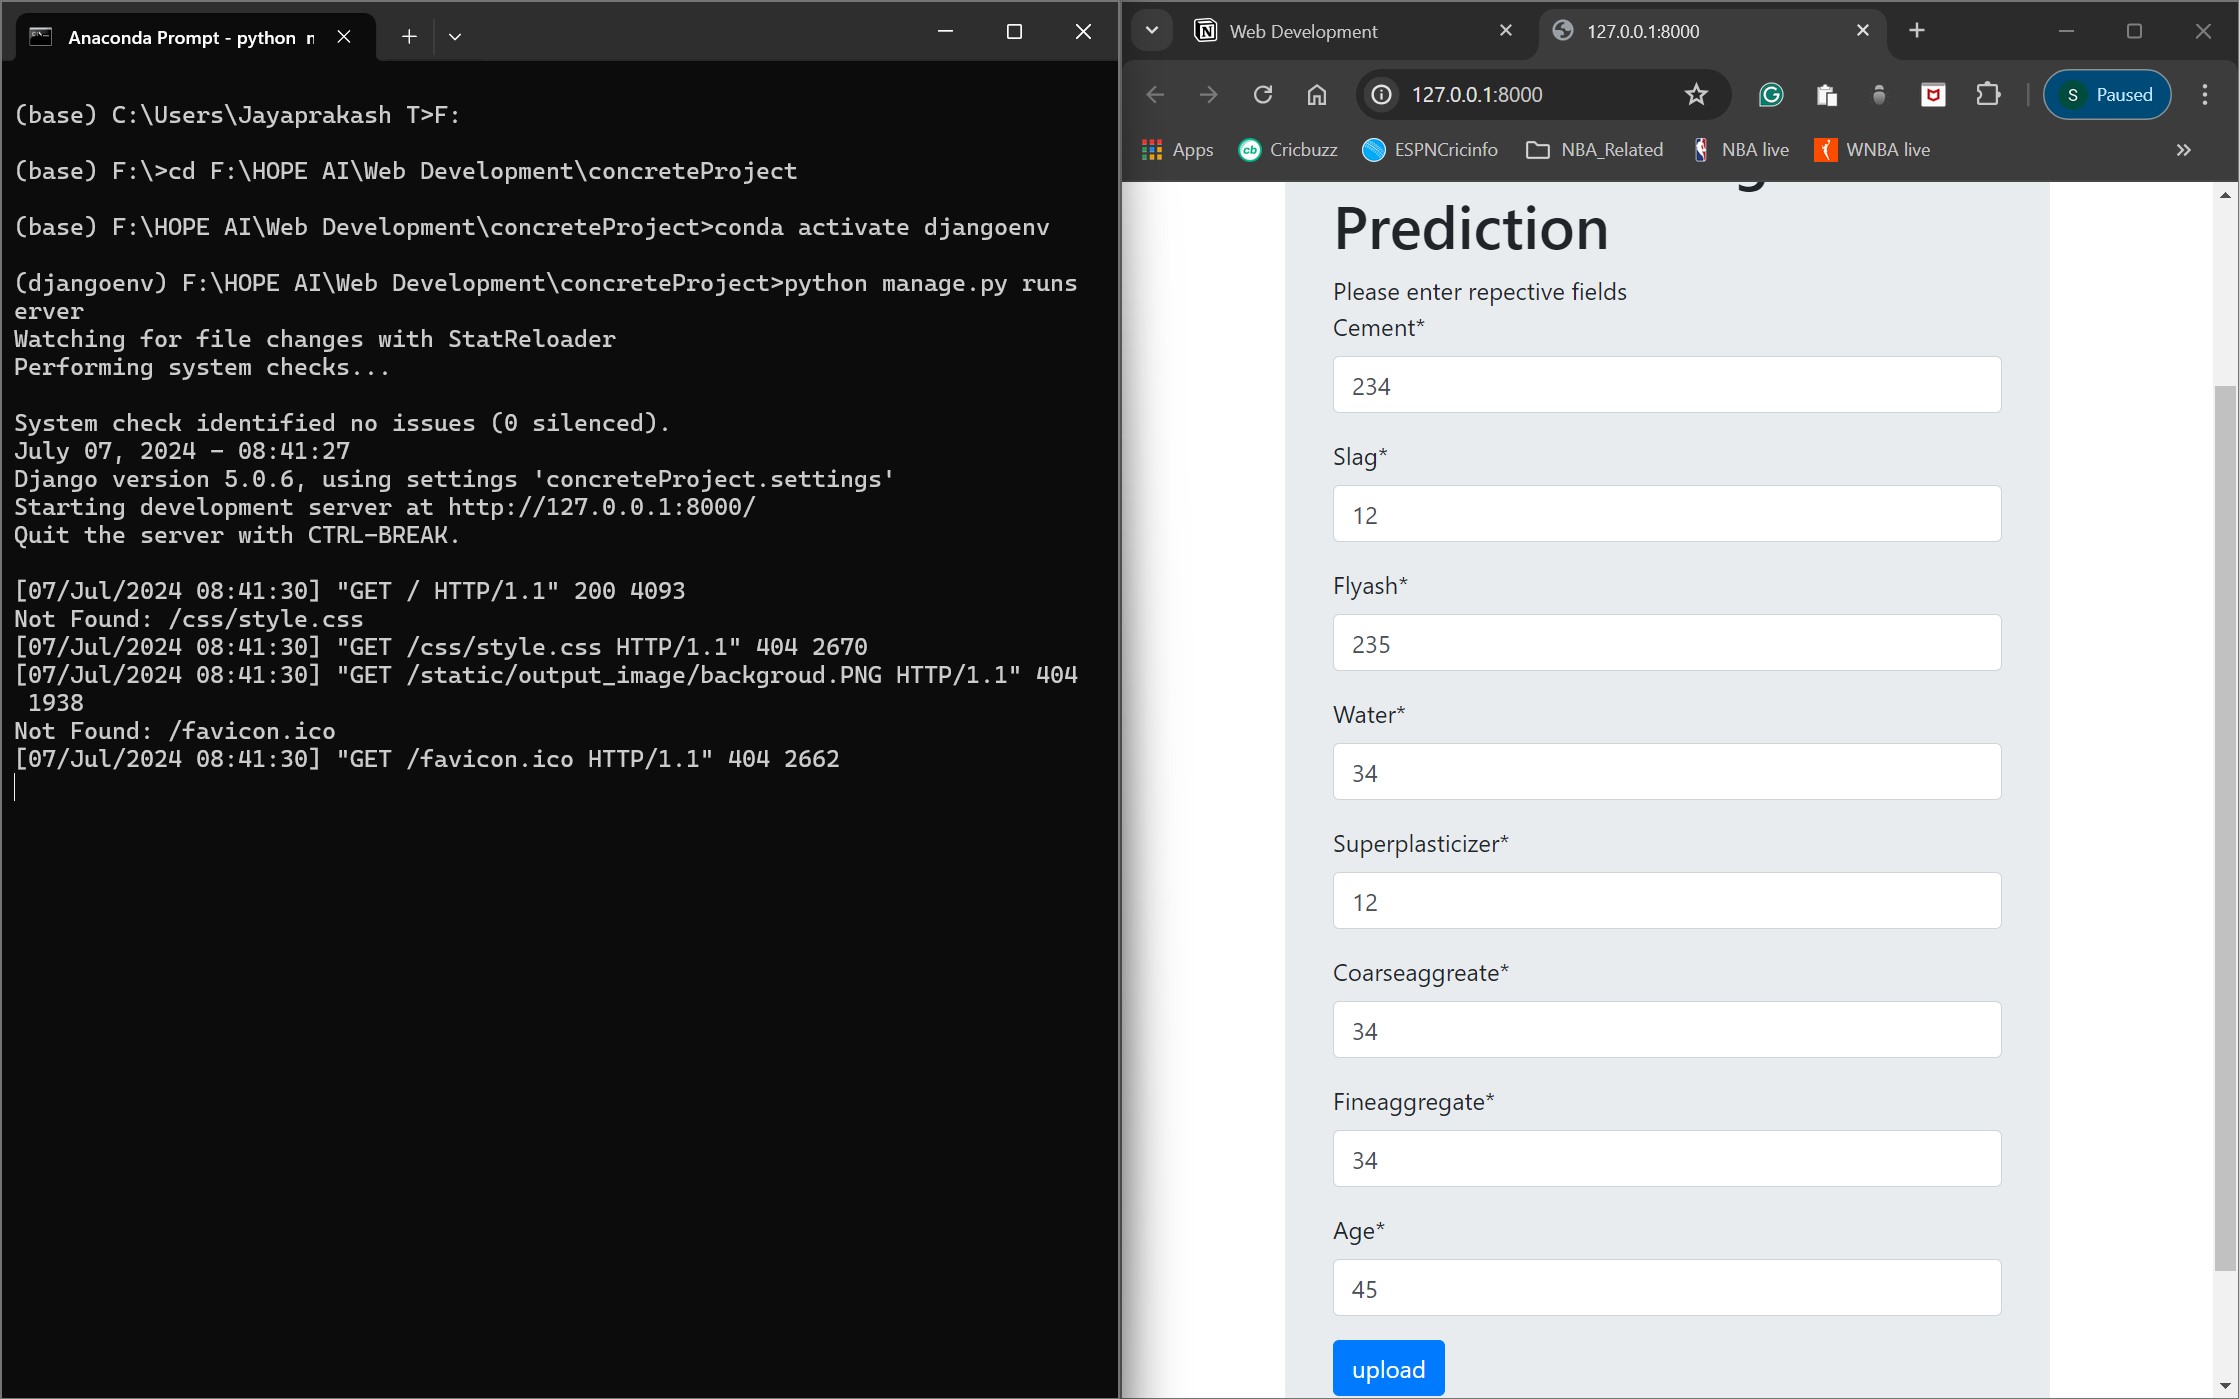 Anaconda Prompt - python
(base) C:\Users\Jayaprakash T>F:
(base) F:\>cd F:\HOPE AI\Web Development\concreteProject
(base) F:\HOPE AI\Web Development\concreteProject>conda activate djangoenv
(djangoenv) F:\HOPE AI\Web Development\concreteProject>python manage.py runs
erver
Watching for file changes with StatReloader
Performing system checks...
System check identified no issues (0 silenced).
July 07, 2024 - 08:41:27
Django version 5.0.6, using settings 'concreteProject.settings'
Starting development server at http://127.0.0.1:8000/
Quit the server with CTRL-BREAK.
[07/Jul/2024 08:41:30] "GET / HTTP/1.1" 200 4093
Not Found: /css/style.css
[07/Jul/2024 08:41:30] "GET /css/style.css HTTP/1.1" 404 2670
[07/Jul/2024 08:41:30] "GET /static/output_image/backgroud.PNG HTTP/1.1" 404
1938
Not Found: /favicon.ico
[07/Jul/2024 08:41:30] "GET /favicon.ico HTTP/1.1" 404 2662
Web Development
127.0.0.1:8000
127.0.0.1:8000
S Paused
Apps
cb Cricbuzz
ESPNCricinfo
NBA_Related
NBA live
WNBA live
Prediction
Please enter repective fields
Cement*
234
Slag*
12
Flyash*
235
Water*
34
Superplasticizer*
12
Coarseaggreate*
34
Fineaggregate*
34
Age*
45
upload